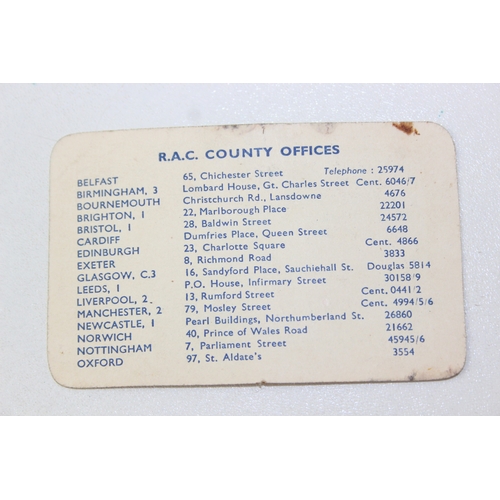 R.A.C. COUNTY OFFICES
BELFAST 65, Chichester Street Telephone : 25974
BIRMINGHAM, 3 Lombard House, Gt. Charles Street Cent. 6046/7
BOURNEMOUTH Christchurch Rd., Lansdowne 4676
BRIGHTON, 1 22, Marlborough Place 22201
BRISTOL, 1 28, Baldwin Street 24572
CARDIFF Dumfries Place, Queen Street 6648
EDINBURGH 23, Charlotte Square Cent. 4866
EXETER 8, Richmond Road 3833
GLASGOW, C.3 16, Sandyford Place, Sauchiehall St. Douglas 5814
LEEDS, 1 P.O. House, Infirmary Street 30158/9
LIVERPOOL, 2 13, Rumford Street Cent. 0441/2
MANCHESTER, 2 79, Mosley Street Cent. 4994/5/6
NEWCASTLE, 1 Pearl Buildings, Northumberland St. 26860
NORWICH 40, Prince of Wales Road 21662
NOTTINGHAM 7, Parliament Street 45945/6
OXFORD 97, St. Aldate's 3554